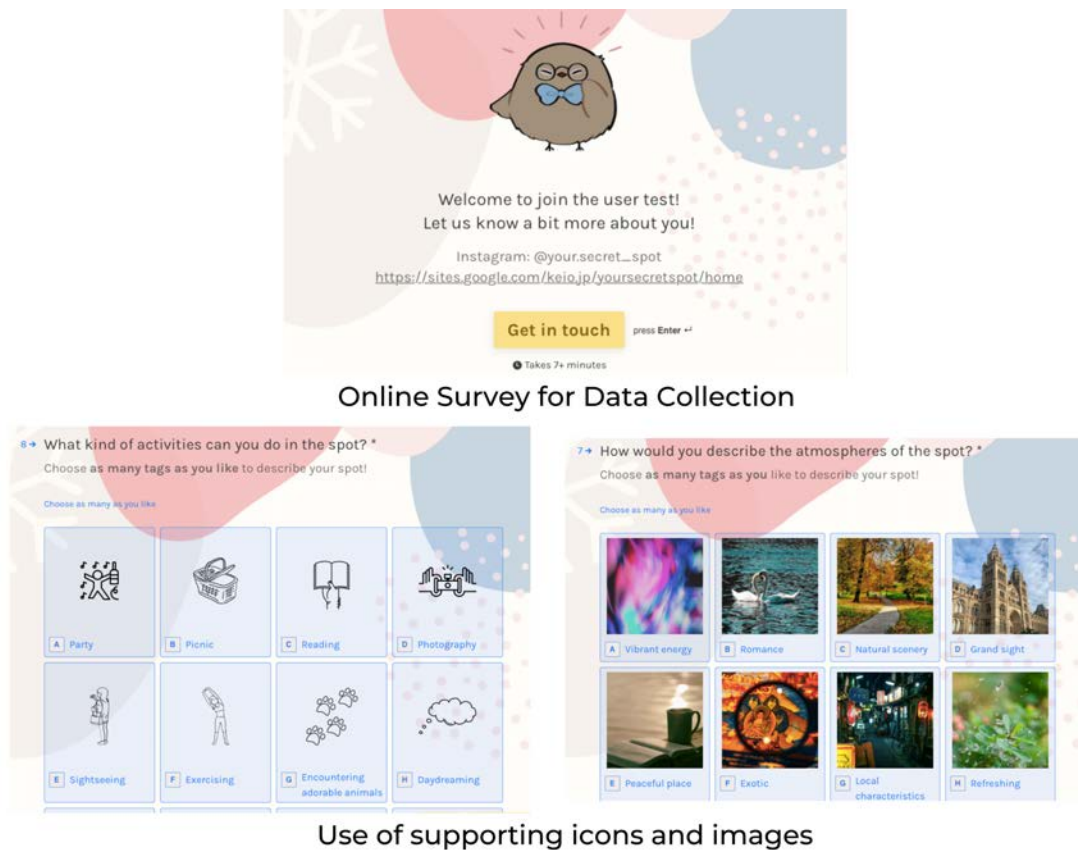 Welcome to join the user test!
Let us know a bit more about you!
Instagram: @your.secret_spot
https://sites.google.com/keio.jp/yoursecretspot/home
Get in touch press Enter ↵
Takes 7+ minutes
Online Survey for Data Collection
8→ What kind of activities can you do in the spot? *
Choose as many tags as you like to describe your spot!
Choose as many as you like
A Party
B Picnic
C Reading
D Photography
E Sightseeing
F Exercising
G Encountering
adorable animals
H Daydreaming
7→ How would you describe the atmospheres of the spot? *
Choose as many tags as you like to describe your spot!
Choose as many as you like
A Vibrant energy
B Romance
C Natural scenery
D Grand sight
E Peaceful place
F Exotic
G Local
characteristics
H Refreshing
Use of supporting icons and images